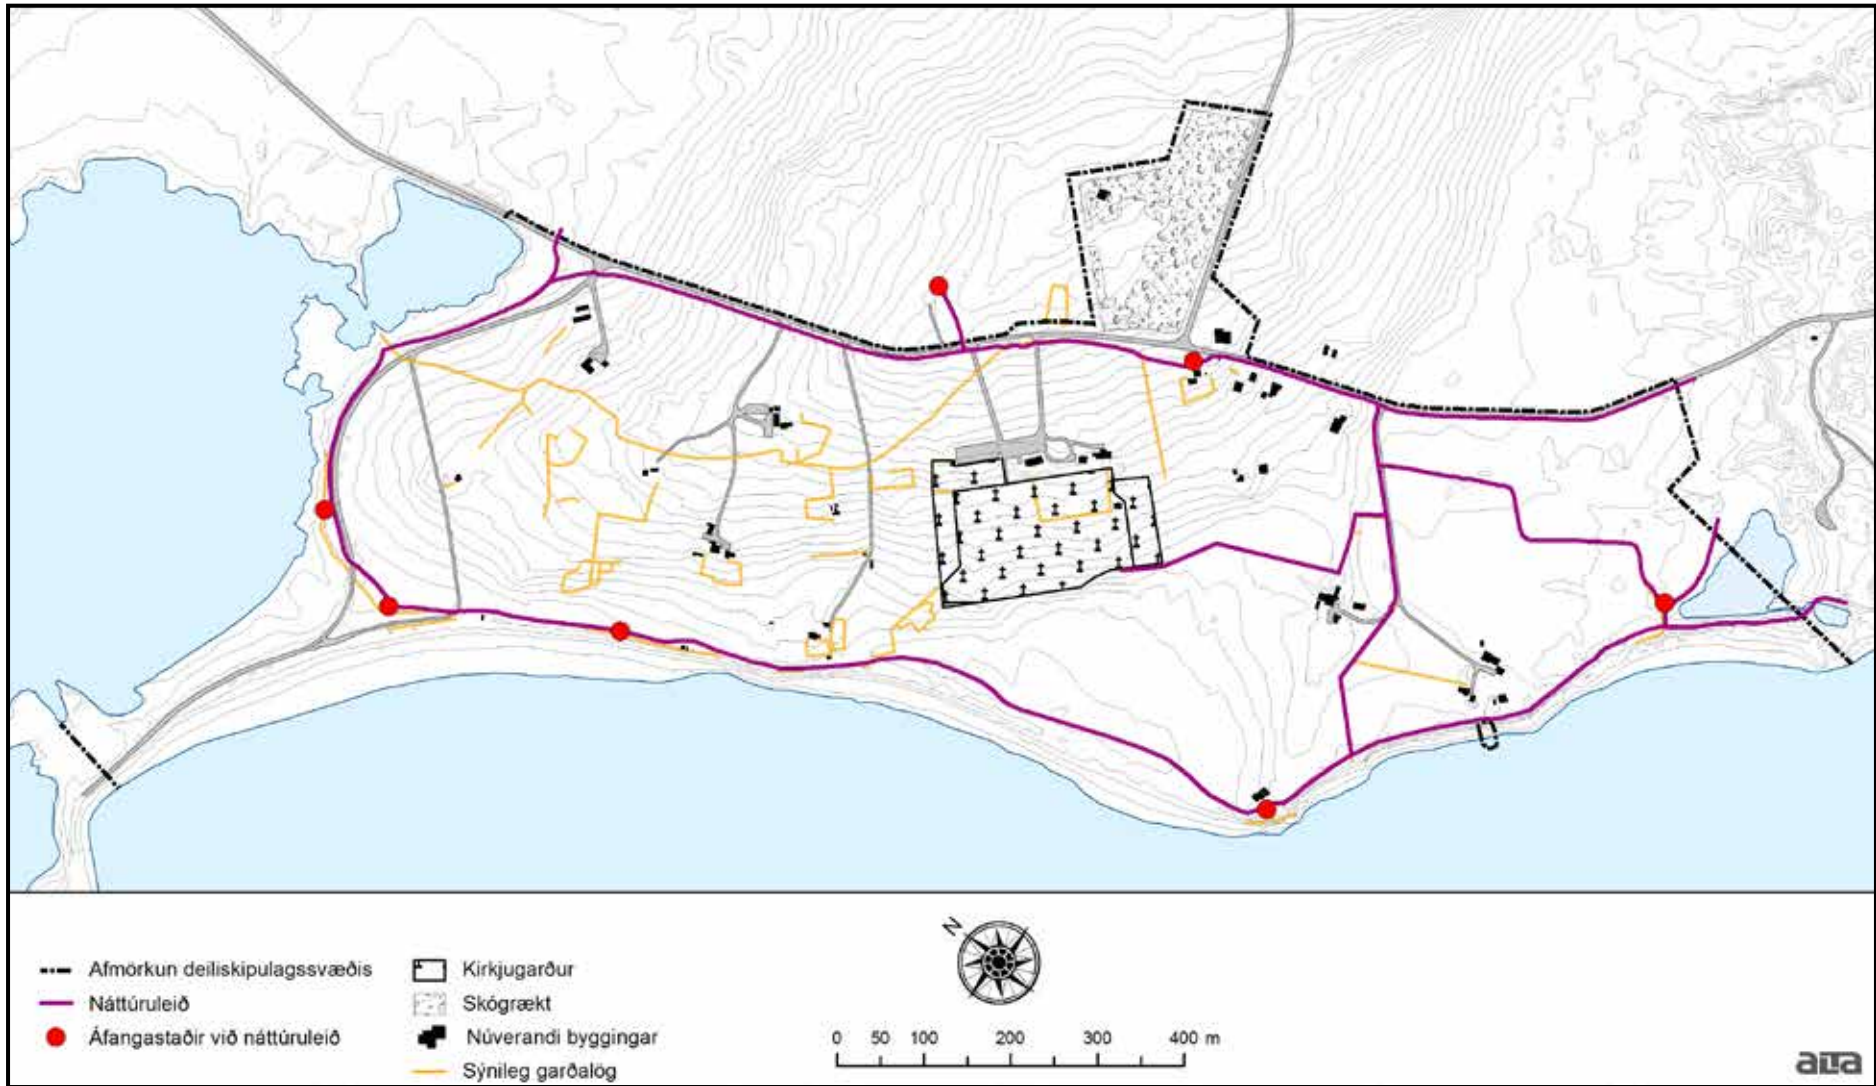 N
Afmörkun deiliskipulagssvæðis
Náttúruleið
Áfangastaðir við náttúruleið
Kirkjugarður
Skógrækt
Núverandi byggingar
Sýnileg garðalög
0 50 100 200 300 400 m
alta